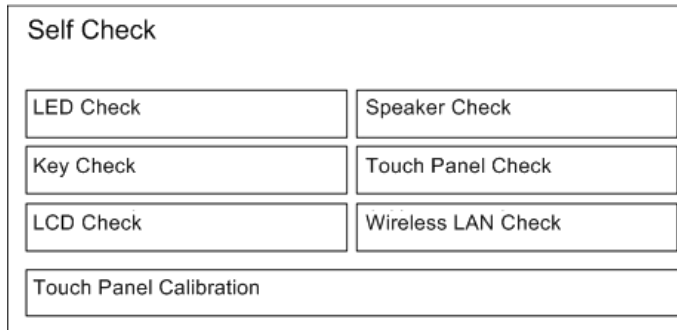 Self Check
LED Check
Speaker Check
Key Check
Touch Panel Check
LCD Check
Wireless LAN Check
Touch Panel Calibration